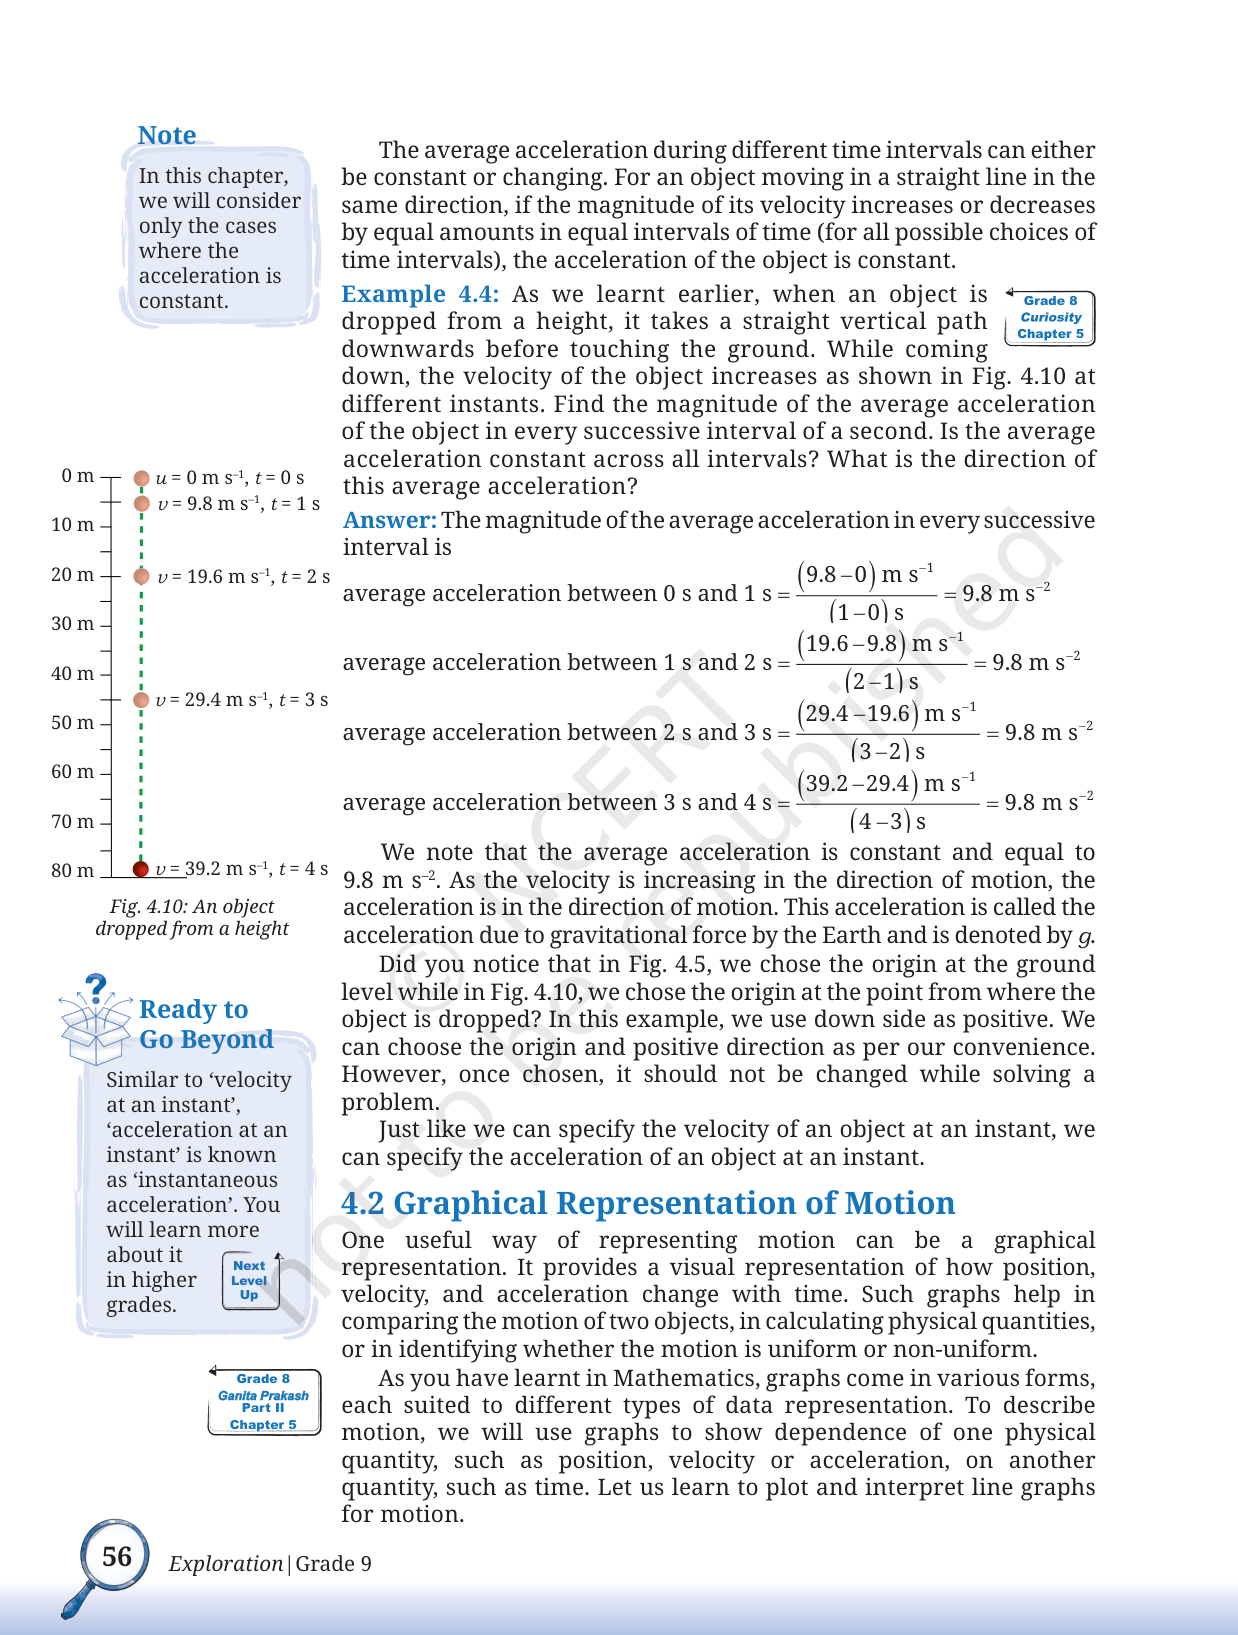 Note
In this chapter,
we will consider
only the cases
where the
acceleration is
constant.
The average acceleration during different time intervals can either
be constant or changing. For an object moving in a straight line in the
same direction, if the magnitude of its velocity increases or decreases
by equal amounts in equal intervals of time (for all possible choices of
time intervals), the acceleration of the object is constant.
Example 4.4: As we learnt earlier, when an object is
dropped from a height, it takes a straight vertical path
downwards before touching the ground. While coming
down, the velocity of the object increases as shown in Fig. 4.10 at
different instants. Find the magnitude of the average acceleration
of the object in every successive interval of a second. Is the average
acceleration constant across all intervals? What is the direction of
this average acceleration?
Grade 8
Curiosity
Chapter 5
Answer: The magnitude of the average acceleration in every successive
interval is
average acceleration between 0 s and 1 s = (9.8 – 0) m s⁻¹ / (1 – 0) s = 9.8 m s⁻²
average acceleration between 1 s and 2 s = (19.6 – 9.8) m s⁻¹ / (2 – 1) s = 9.8 m s⁻²
average acceleration between 2 s and 3 s = (29.4 – 19.6) m s⁻¹ / (3 – 2) s = 9.8 m s⁻²
average acceleration between 3 s and 4 s = (39.2 – 29.4) m s⁻¹ / (4 – 3) s = 9.8 m s⁻²
0 m
10 m
20 m
30 m
40 m
50 m
60 m
70 m
80 m
u = 0 m s⁻¹, t = 0 s
υ = 9.8 m s⁻¹, t = 1 s
υ = 19.6 m s⁻¹, t = 2 s
υ = 29.4 m s⁻¹, t = 3 s
υ = 39.2 m s⁻¹, t = 4 s
Fig. 4.10: An object
dropped from a height
We note that the average acceleration is constant and equal to
9.8 m s⁻². As the velocity is increasing in the direction of motion, the
acceleration is in the direction of motion. This acceleration is called the
acceleration due to gravitational force by the Earth and is denoted by g.
Did you notice that in Fig. 4.5, we chose the origin at the ground
level while in Fig. 4.10, we chose the origin at the point from where the
object is dropped? In this example, we use down side as positive. We
can choose the origin and positive direction as per our convenience.
However, once chosen, it should not be changed while solving a
problem.
Just like we can specify the velocity of an object at an instant, we
can specify the acceleration of an object at an instant.
?
Ready to
Go Beyond
Similar to ‘velocity
at an instant’,
‘acceleration at an
instant’ is known
as ‘instantaneous
acceleration’. You
will learn more
about it
in higher
grades.
Next
Level
Up
4.2 Graphical Representation of Motion
One useful way of representing motion can be a graphical
representation. It provides a visual representation of how position,
velocity, and acceleration change with time. Such graphs help in
comparing the motion of two objects, in calculating physical quantities,
or in identifying whether the motion is uniform or non-uniform.
Grade 8
Ganita Prakash
Part II
Chapter 5
As you have learnt in Mathematics, graphs come in various forms,
each suited to different types of data representation. To describe
motion, we will use graphs to show dependence of one physical
quantity, such as position, velocity or acceleration, on another
quantity, such as time. Let us learn to plot and interpret line graphs
for motion.
© NCERT
not to be republished
56
Exploration|Grade 9